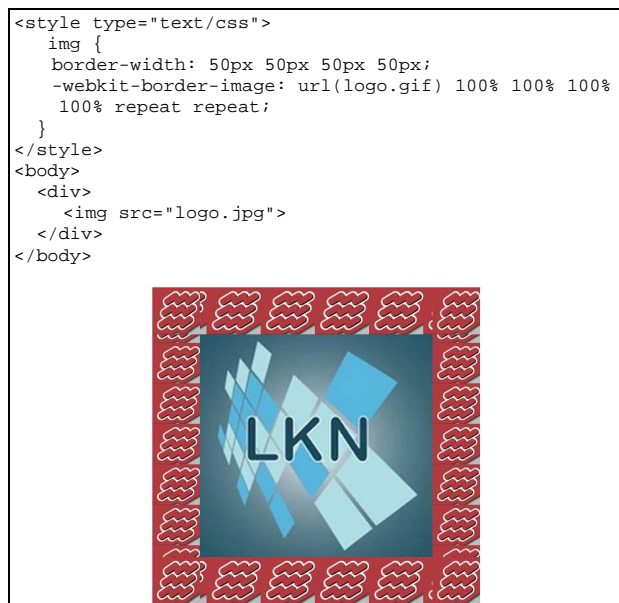 <style type="text/css">
img {
border-width: 50px 50px 50px 50px;
-webkit-border-image: url(logo.gif) 100% 100% 100%
100% repeat repeat;
}
</style>
<body>
<div>
<img src="logo.jpg">
</div>
</body>
LKN